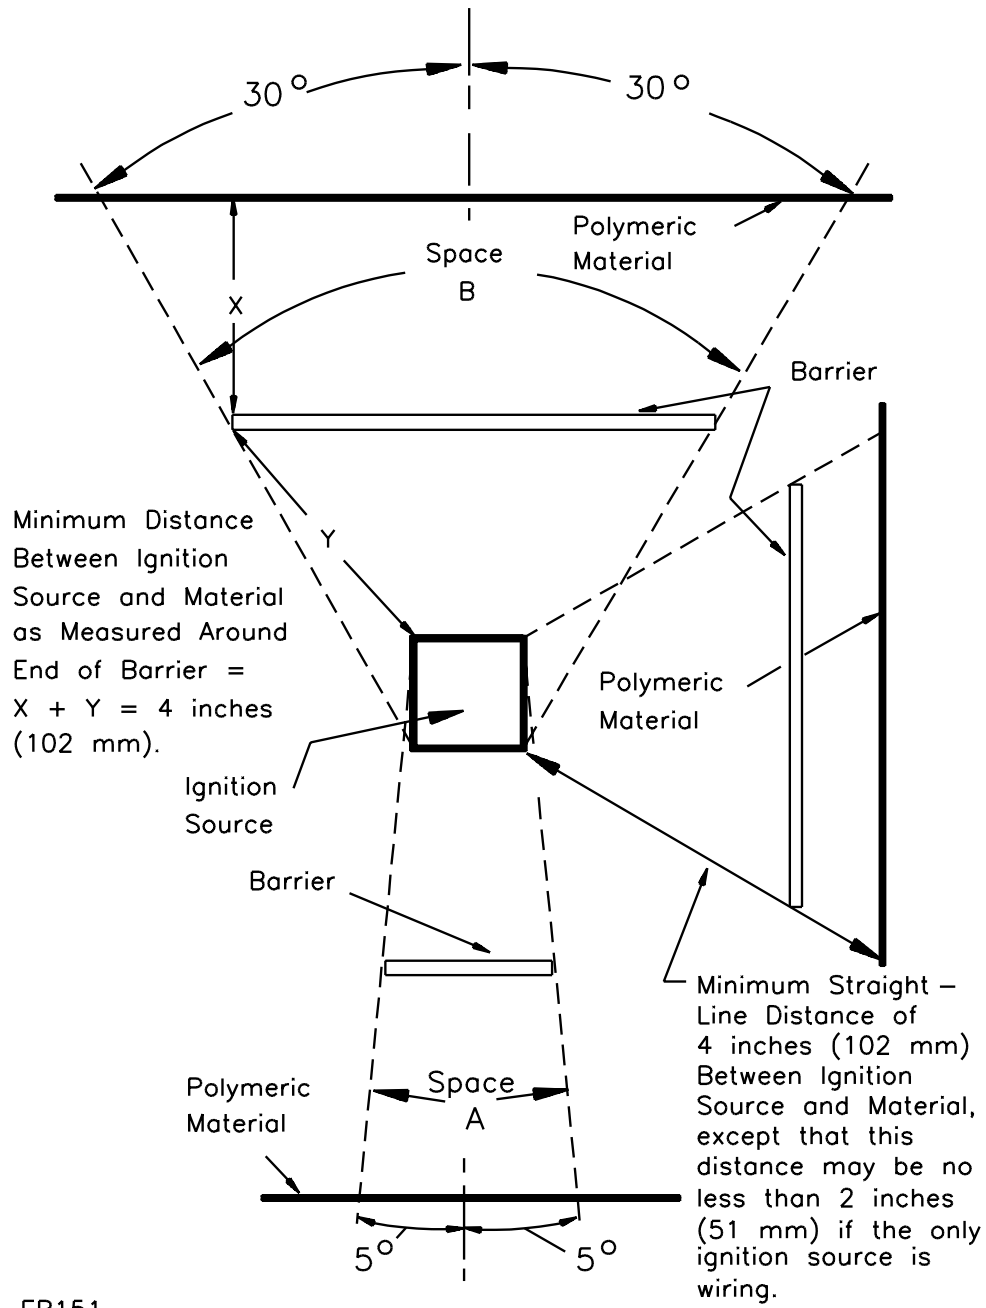 30°
30°
Polymeric
Material
Space
B
X
Barrier
Y
Minimum Distance
Between Ignition
Source and Material
as Measured Around
End of Barrier =
X + Y = 4 inches
(102 mm).
Polymeric
Material
Ignition
Source
Barrier
Minimum Straight –
Line Distance of
4 inches (102 mm)
Between Ignition
Source and Material,
except that this
distance may be no
less than 2 inches
(51 mm) if the only
ignition source is
wiring.
Space
A
Polymeric
Material
5°
5°